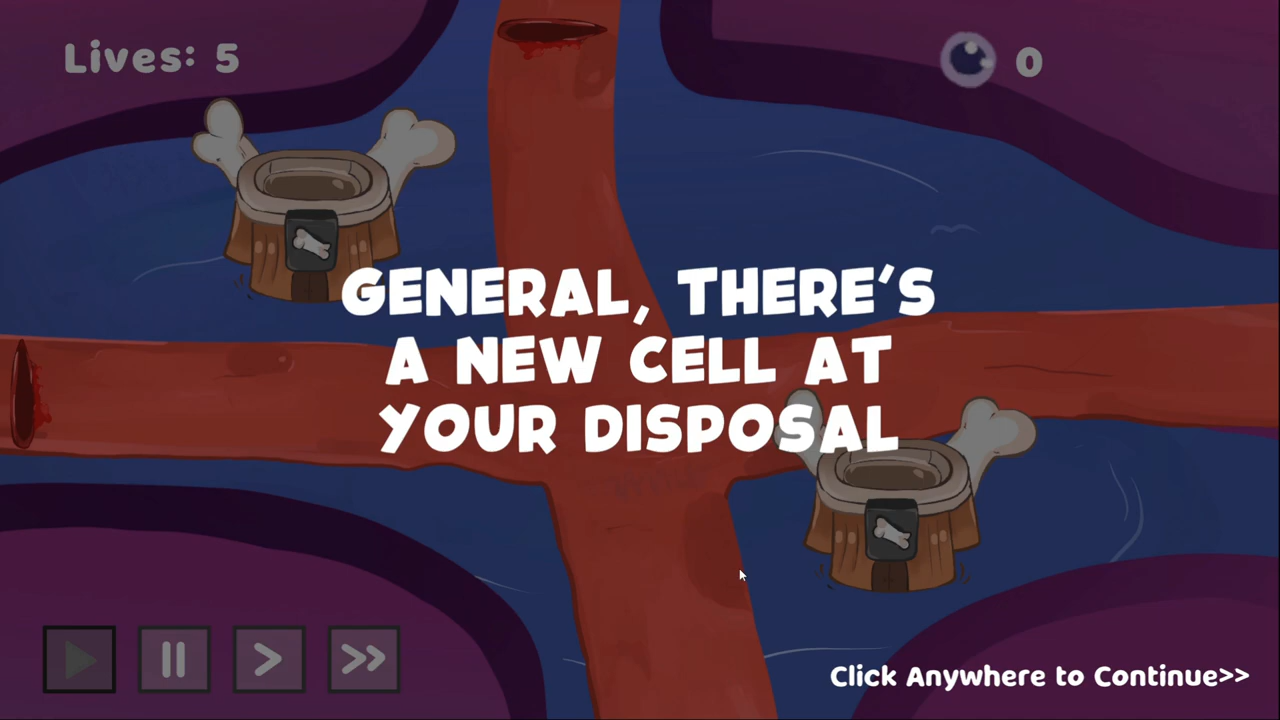 Lives: 5
0
GENERAL, THERE'S
A NEW CELL AT
YOUR DISPOSAL
Click Anywhere to Continue>>